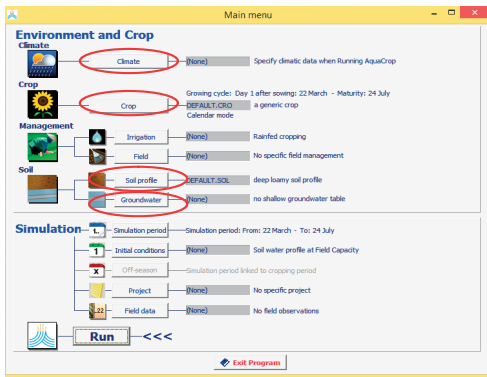 Main menu
Environment and Crop
Climate
Climate (None) Specify climatic data when Running AquaCrop
Crop
Growing cycle: Day 1 after sowing: 22 March - Maturity: 24 July
Crop DEFAULT.CRO a generic crop
Calendar mode
Management
Irrigation (None) Rainfed cropping
Field (None) No specific field management
Soil
Soil profile DEFAULT.SOL deep loamy soil profile
Groundwater (None) no shallow groundwater table
Simulation t.. Simulation period Simulation period: From: 22 March - To: 24 July
1 Initial conditions (None) Soil water profile at Field Capacity
x Off-season Simulation period linked to cropping period
Project (None) No specific project
.22 Field data (None) No field observations
Run <<<
Exit Program